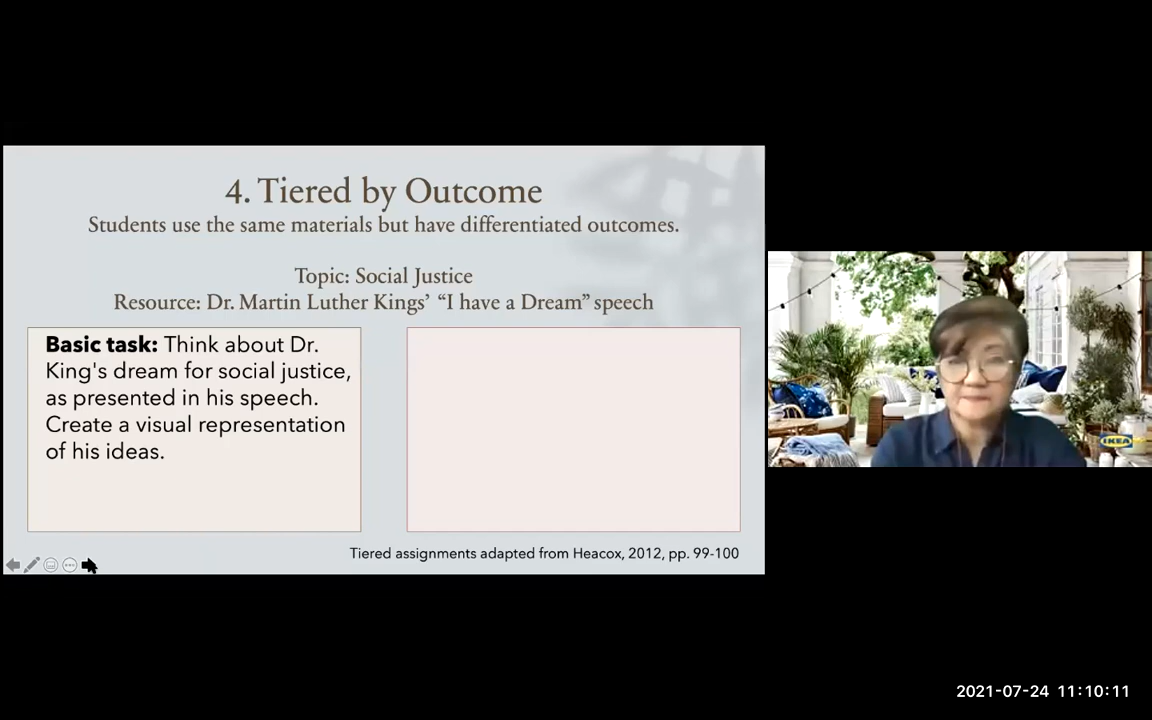 4. Tiered by Outcome
Students use the same materials but have differentiated outcomes.
Topic: Social Justice
Resource: Dr. Martin Luther Kings’ “I have a Dream” speech
Basic task: Think about Dr.
King's dream for social justice,
as presented in his speech.
Create a visual representation
of his ideas.
Tiered assignments adapted from Heacox, 2012, pp. 99-100
IKEA
2021-07-24 11:10:11